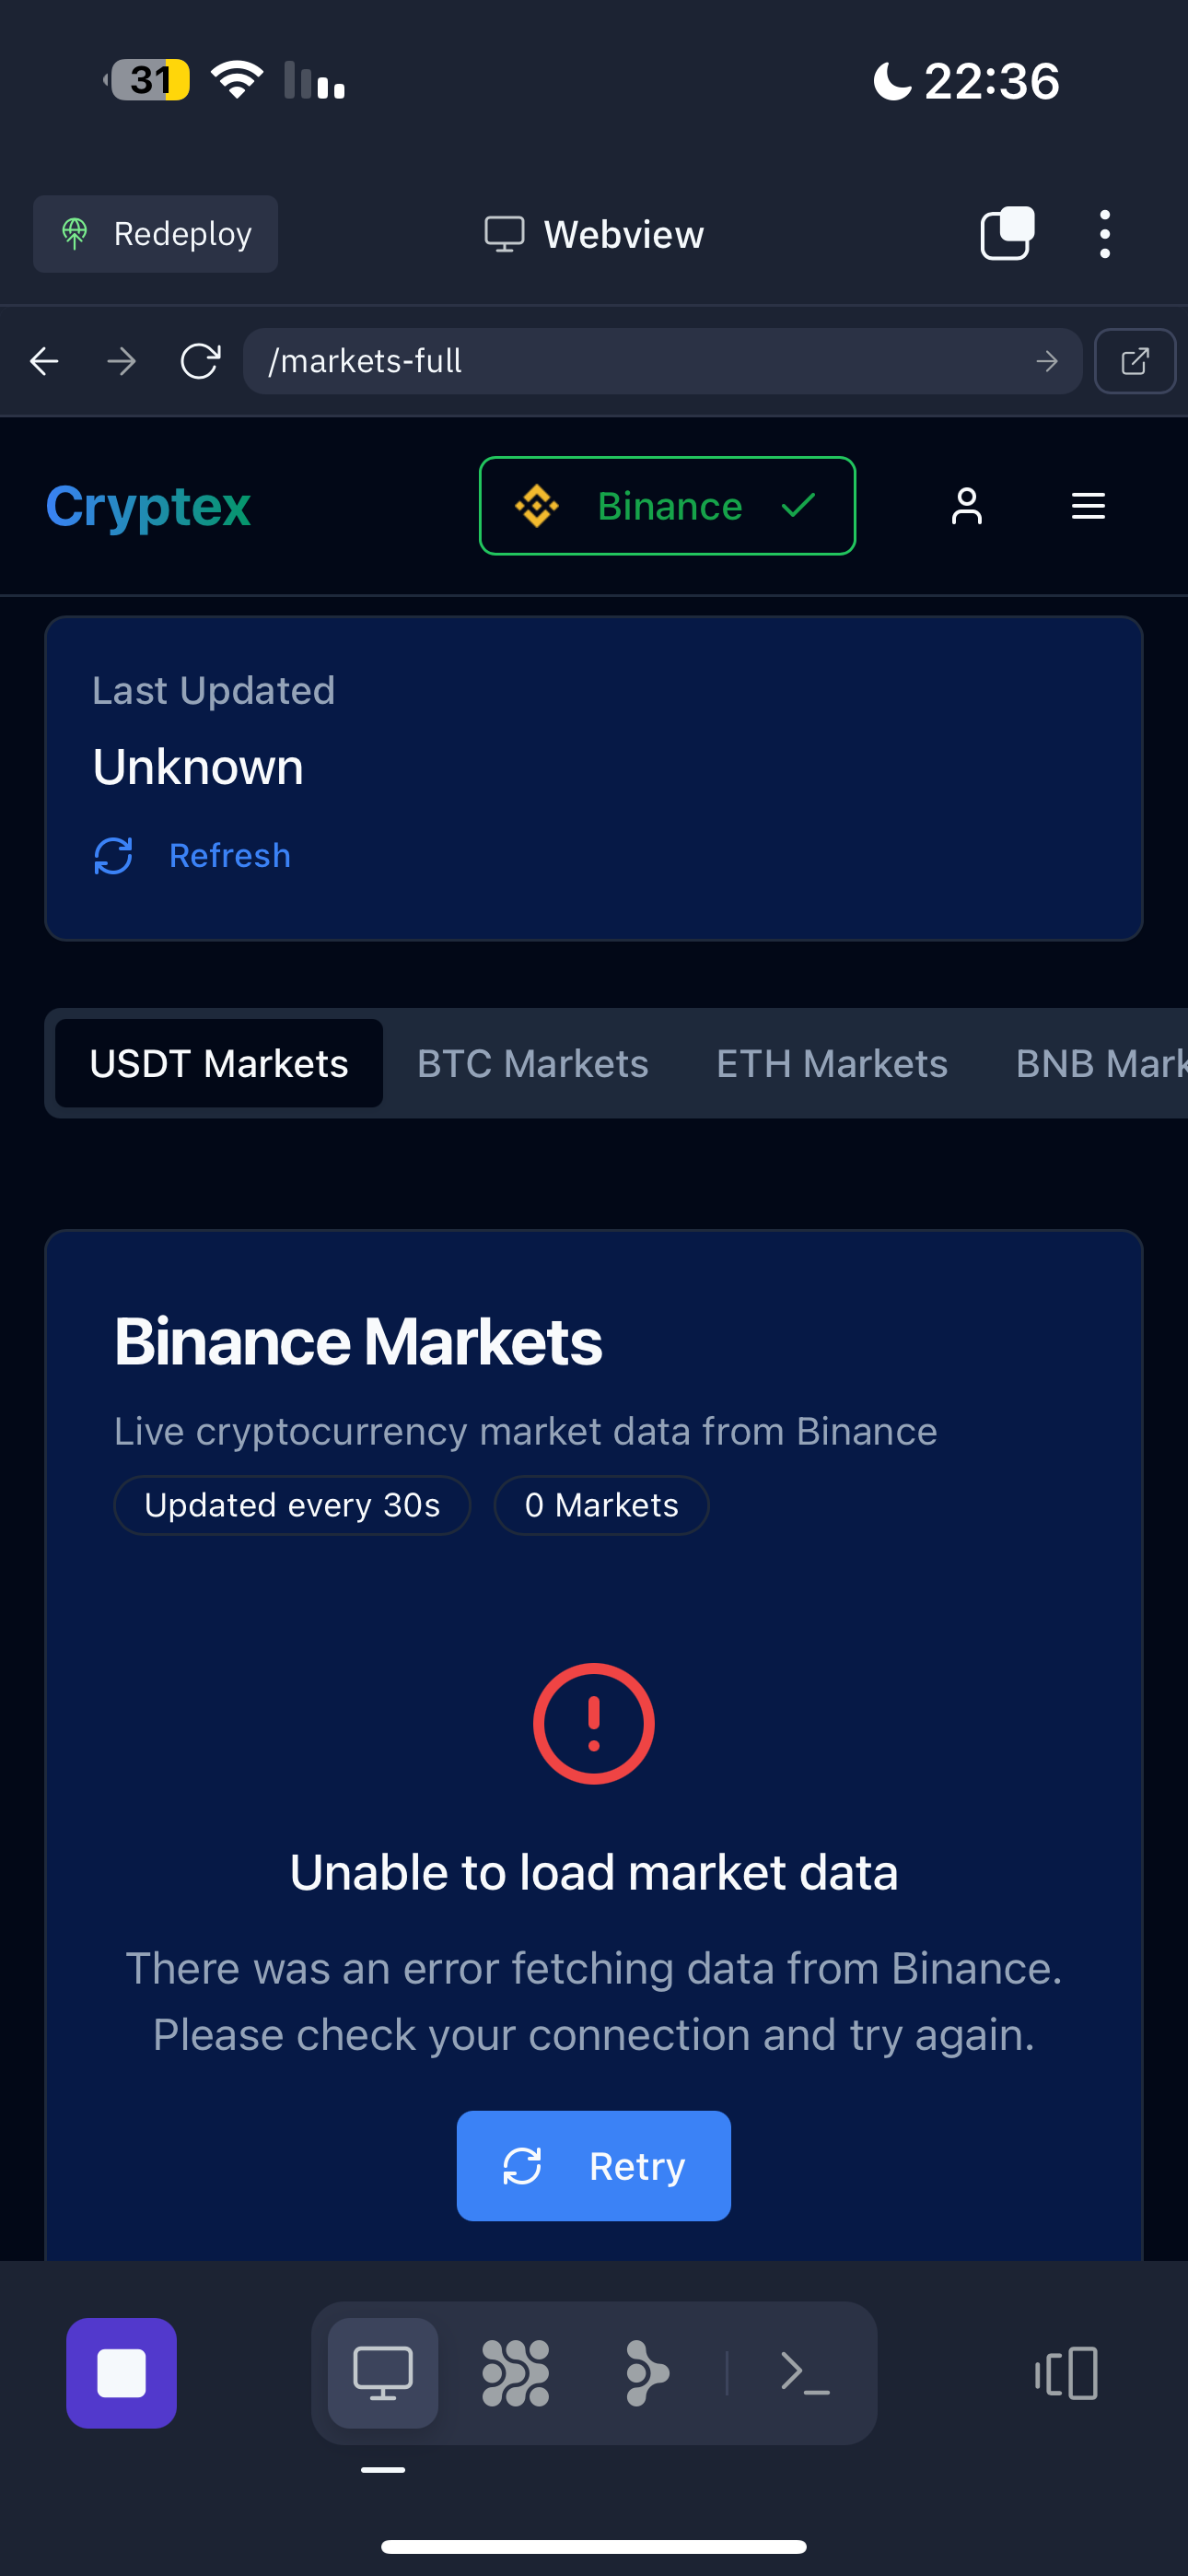 31
22:36
Redeploy
Webview
/markets-full
Cryptex
Binance
Last Updated
Unknown
Refresh
USDT Markets
BTC Markets
ETH Markets
BNB Mark
Binance Markets
Live cryptocurrency market data from Binance
Updated every 30s
0 Markets
Unable to load market data
There was an error fetching data from Binance.
Please check your connection and try again.
Retry